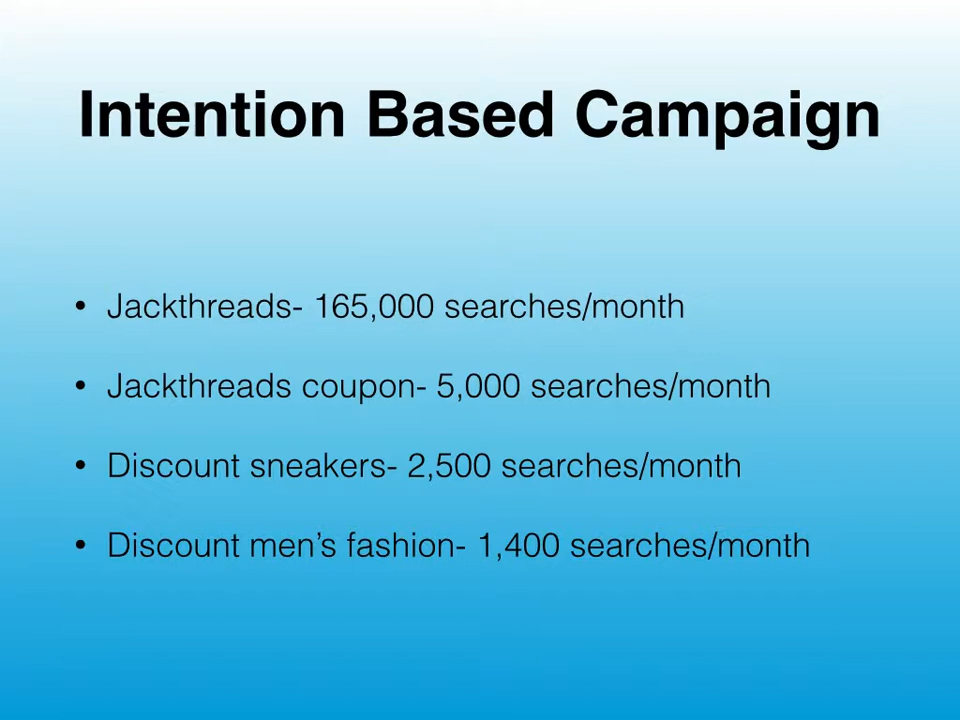 Intention Based Campaign
• Jackthreads- 165,000 searches/month
• Jackthreads coupon- 5,000 searches/month
• Discount sneakers- 2,500 searches/month
• Discount men’s fashion- 1,400 searches/month